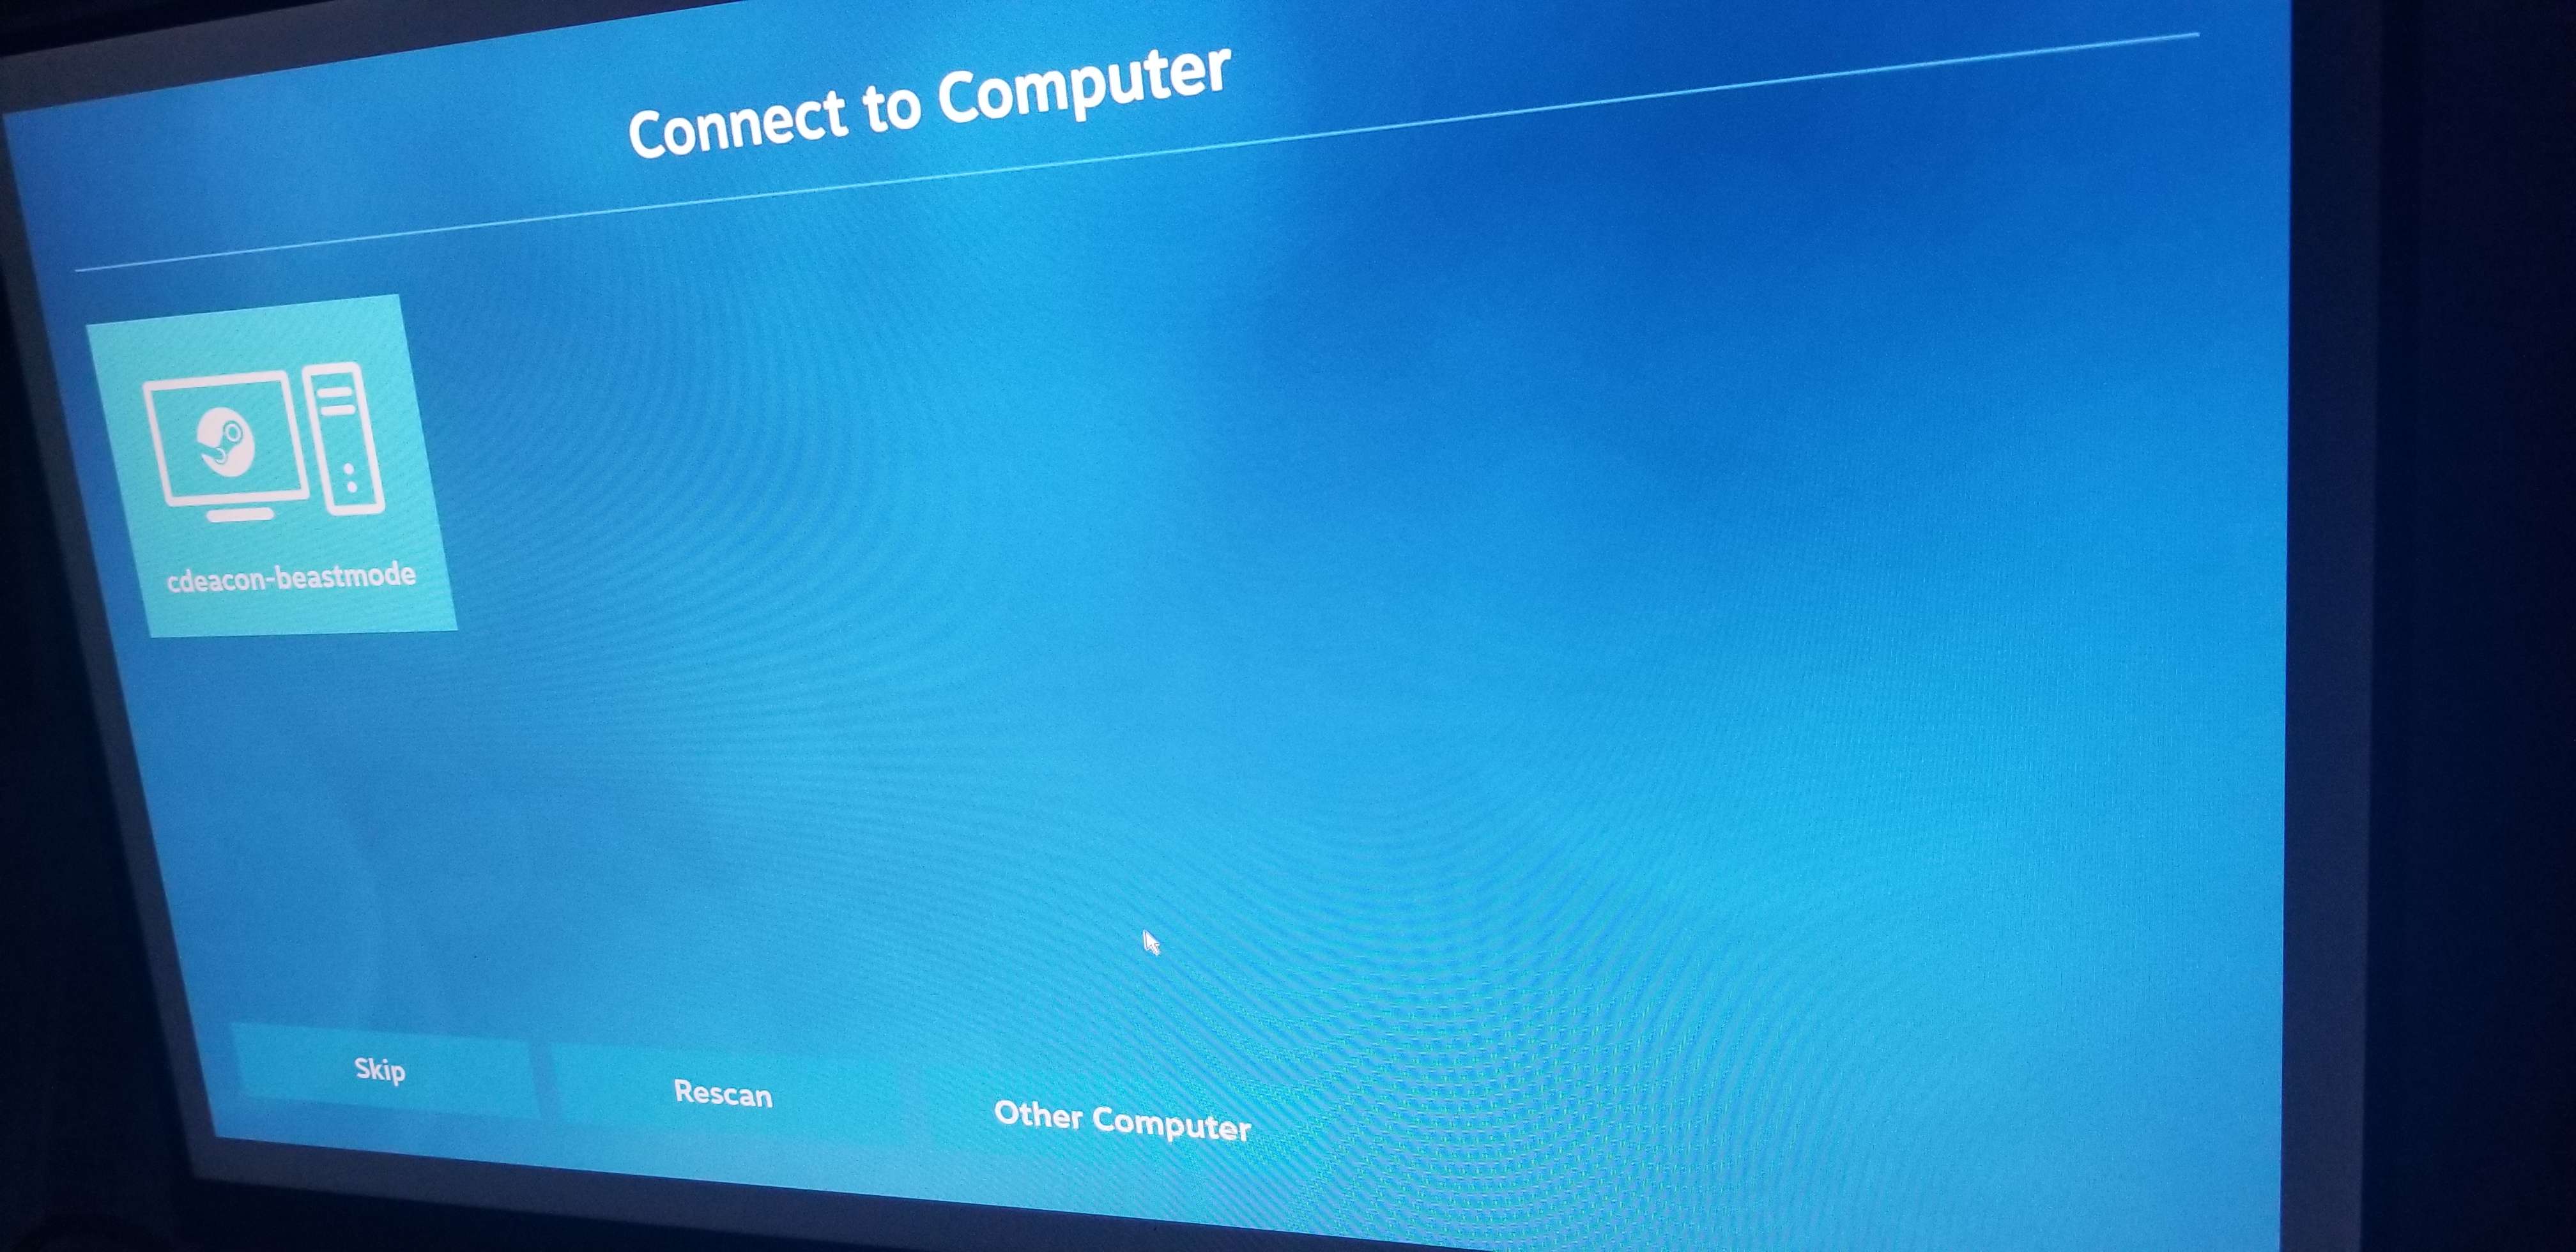 Connect to Computer
cdeacon-beastmode
Skip
Rescan
Other Computer